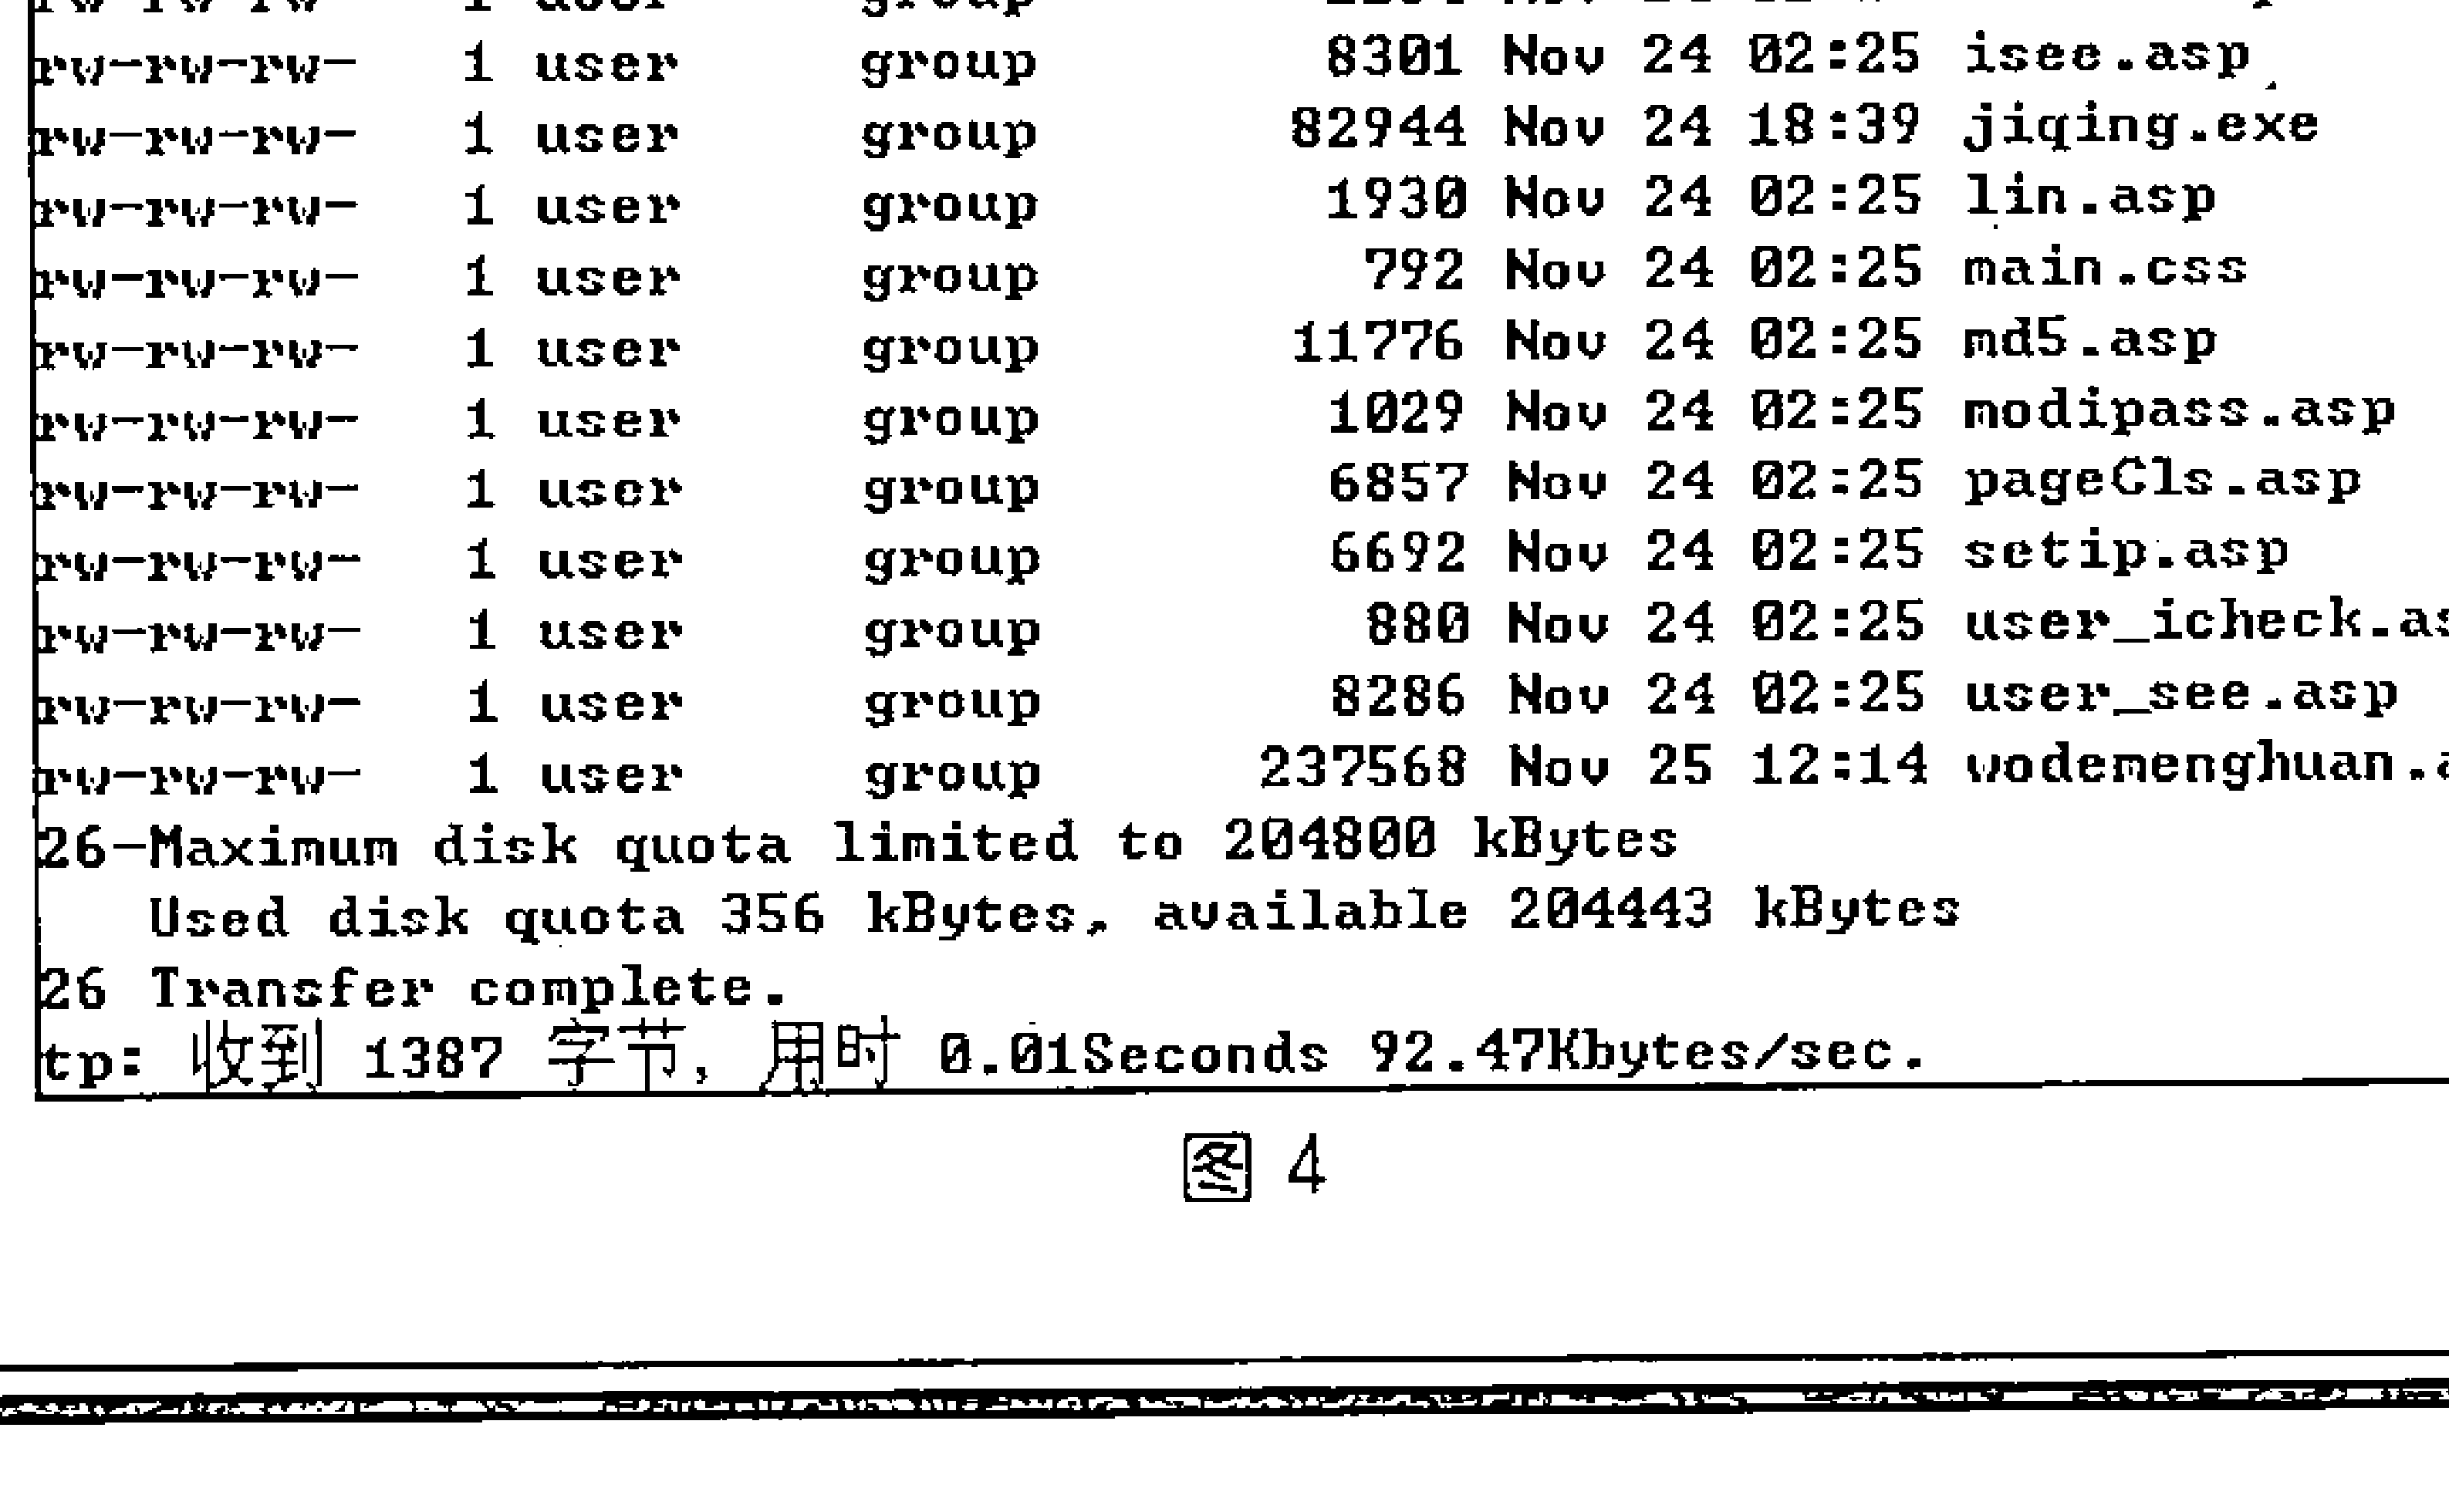 rw-rw-rw- 1 user group 8301 Nov 24 02:25 isee.asp
rw-rw-rw- 1 user group 82944 Nov 24 18:39 jiqing.exe
rw-rw-rw- 1 user group 1930 Nov 24 02:25 lin.asp
rw-rw-rw- 1 user group 792 Nov 24 02:25 main.css
rw-rw-rw- 1 user group 11776 Nov 24 02:25 md5.asp
rw-rw-rw- 1 user group 1029 Nov 24 02:25 modipass.asp
rw-rw-rw- 1 user group 6857 Nov 24 02:25 pageCls.asp
rw-rw-rw- 1 user group 6692 Nov 24 02:25 setip.asp
rw-rw-rw- 1 user group 880 Nov 24 02:25 user_icheck.as
rw-rw-rw- 1 user group 8286 Nov 24 02:25 user_see.asp
rw-rw-rw- 1 user group 237568 Nov 25 12:14 wodemenghuan.a
26-Maximum disk quota limited to 204800 kBytes
Used disk quota 356 kBytes, available 204443 kBytes
26 Transfer complete.
tp: 收到 1387 字节, 用时 0.01Seconds 92.47Kbytes/sec.
图 4